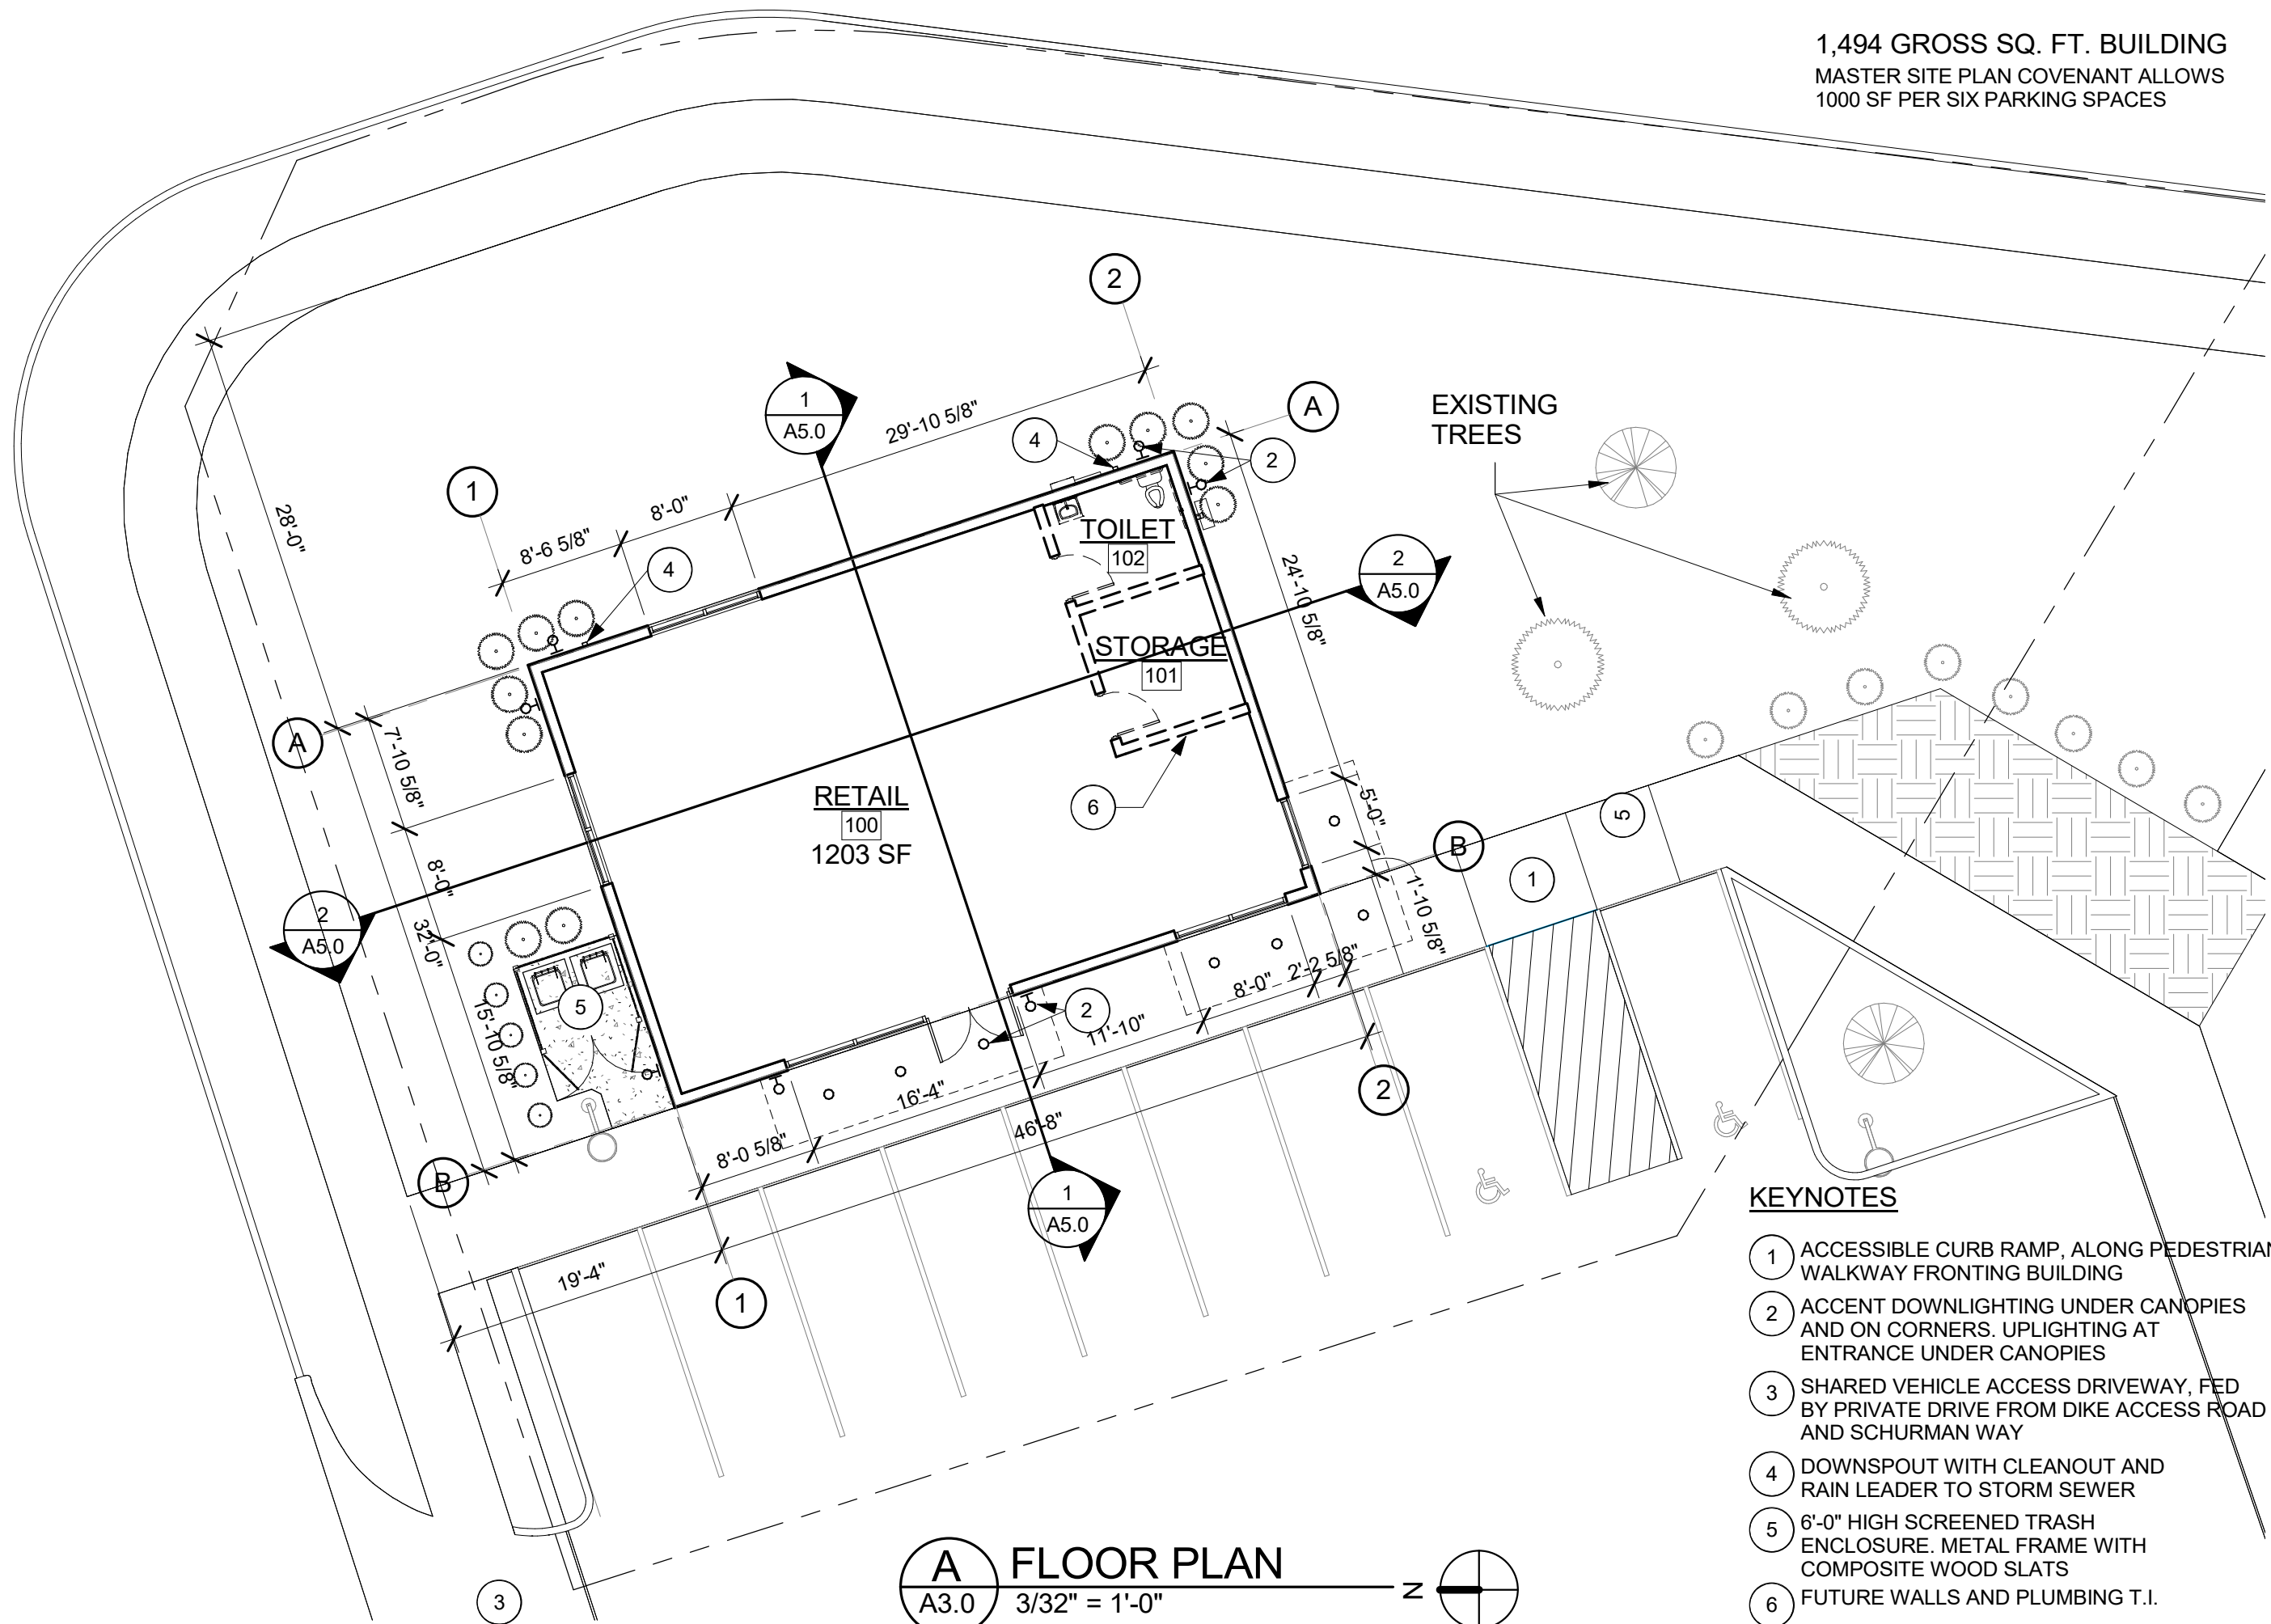 1,494 GROSS SQ. FT. BUILDING
MASTER SITE PLAN COVENANT ALLOWS
1000 SF PER SIX PARKING SPACES
2
1
A5.0
29'-10 5/8"
A
EXISTING
TREES
4
2
1
8'-0"
8'-6 5/8"
28'-0"
TOILET
102
4
2
A5.0
24'-10 5/8"
STORAGE
101
A
7'-10 5/8"
RETAIL
100
1203 SF
6
5'-0"
5
B
1
8'-0"
1'-10 5/8"
2
A5.0
32'-0"
2'-2 5/8"
8'-0"
5
15'-10 5/8"
2
11'-10"
16'-4"
2
46'-8"
8'-0 5/8"
B
1
A5.0
19'-4"
1
KEYNOTES
1 ACCESSIBLE CURB RAMP, ALONG PEDESTRIAN
WALKWAY FRONTING BUILDING
2 ACCENT DOWNLIGHTING UNDER CANOPIES
AND ON CORNERS. UPLIGHTING AT
ENTRANCE UNDER CANOPIES
3 SHARED VEHICLE ACCESS DRIVEWAY, FED
BY PRIVATE DRIVE FROM DIKE ACCESS ROAD
AND SCHURMAN WAY
4 DOWNSPOUT WITH CLEANOUT AND
RAIN LEADER TO STORM SEWER
5 6'-0" HIGH SCREENED TRASH
ENCLOSURE. METAL FRAME WITH
COMPOSITE WOOD SLATS
6 FUTURE WALLS AND PLUMBING T.I.
3
A FLOOR PLAN
A3.0 3/32" = 1'-0"
N